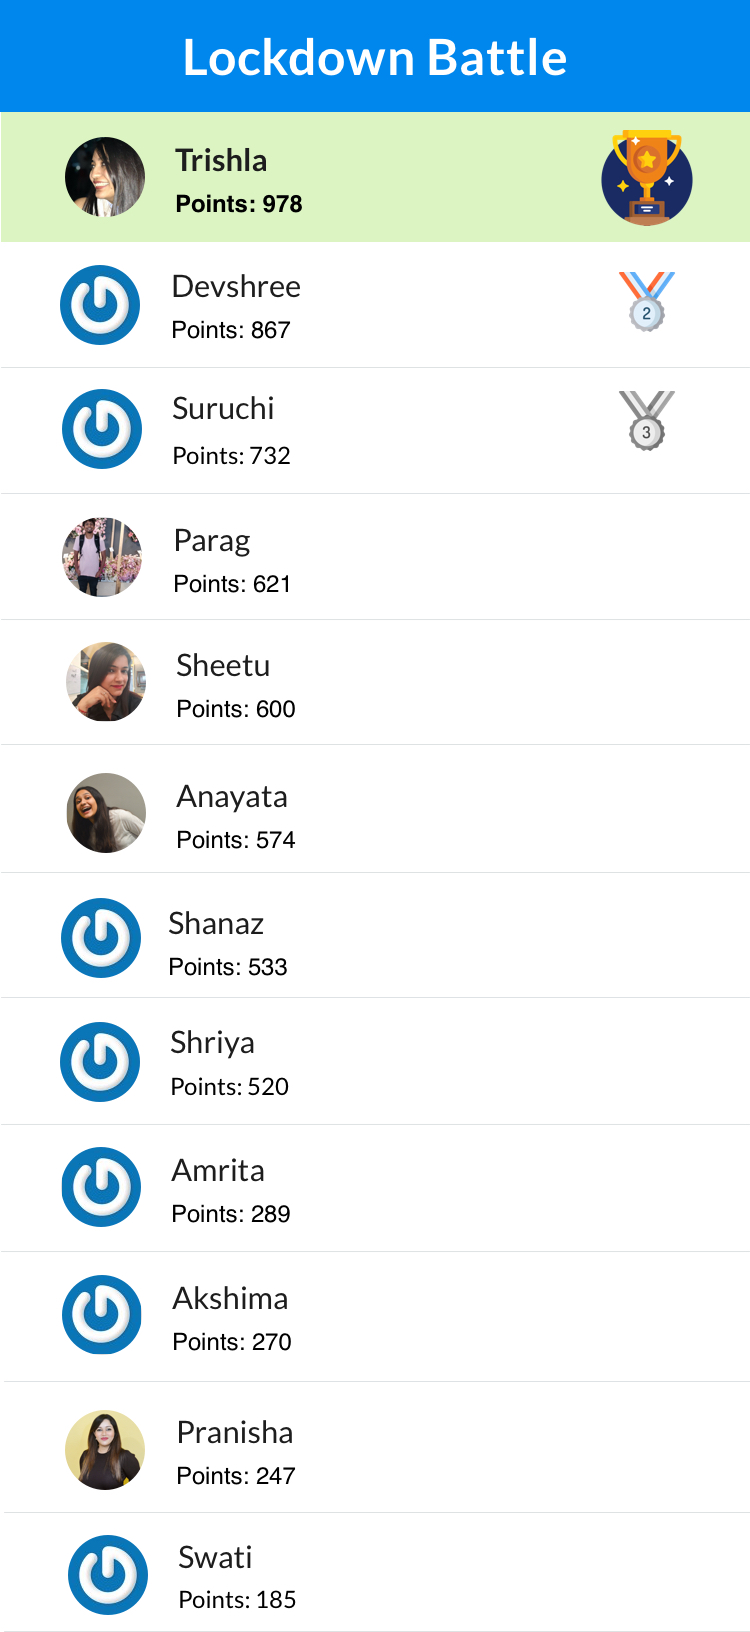 Lockdown Battle
Trishla
Points: 978
Devshree
Points: 867
2
Suruchi
Points: 732
3
Parag
Points: 621
Sheetu
Points: 600
Anayata
Points: 574
Shanaz
Points: 533
Shriya
Points: 520
Amrita
Points: 289
Akshima
Points: 270
Pranisha
Points: 247
Swati
Points: 185